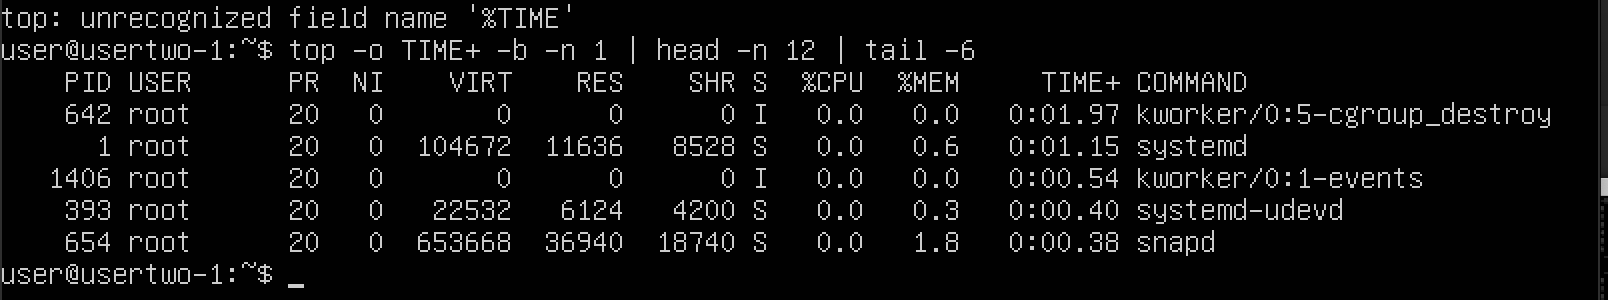 top: unrecognized field name '%TIME'
user@usertwo-1:~$ top -o TIME+ -b -n 1 | head -n 12 | tail -6
    PID USER      PR  NI    VIRT    RES    SHR S  %CPU  %MEM     TIME+ COMMAND
    642 root      20   0       0      0      0 I   0.0   0.0   0:01.97 kworker/0:5-cgroup_destroy
      1 root      20   0  104672  11636   8528 S   0.0   0.6   0:01.15 systemd
   1406 root      20   0       0      0      0 I   0.0   0.0   0:00.54 kworker/0:1-events
    393 root      20   0   22532   6124   4200 S   0.0   0.3   0:00.40 systemd-udevd
    654 root      20   0  653668  36940  18740 S   0.0   1.8   0:00.38 snapd
user@usertwo-1:~$ _